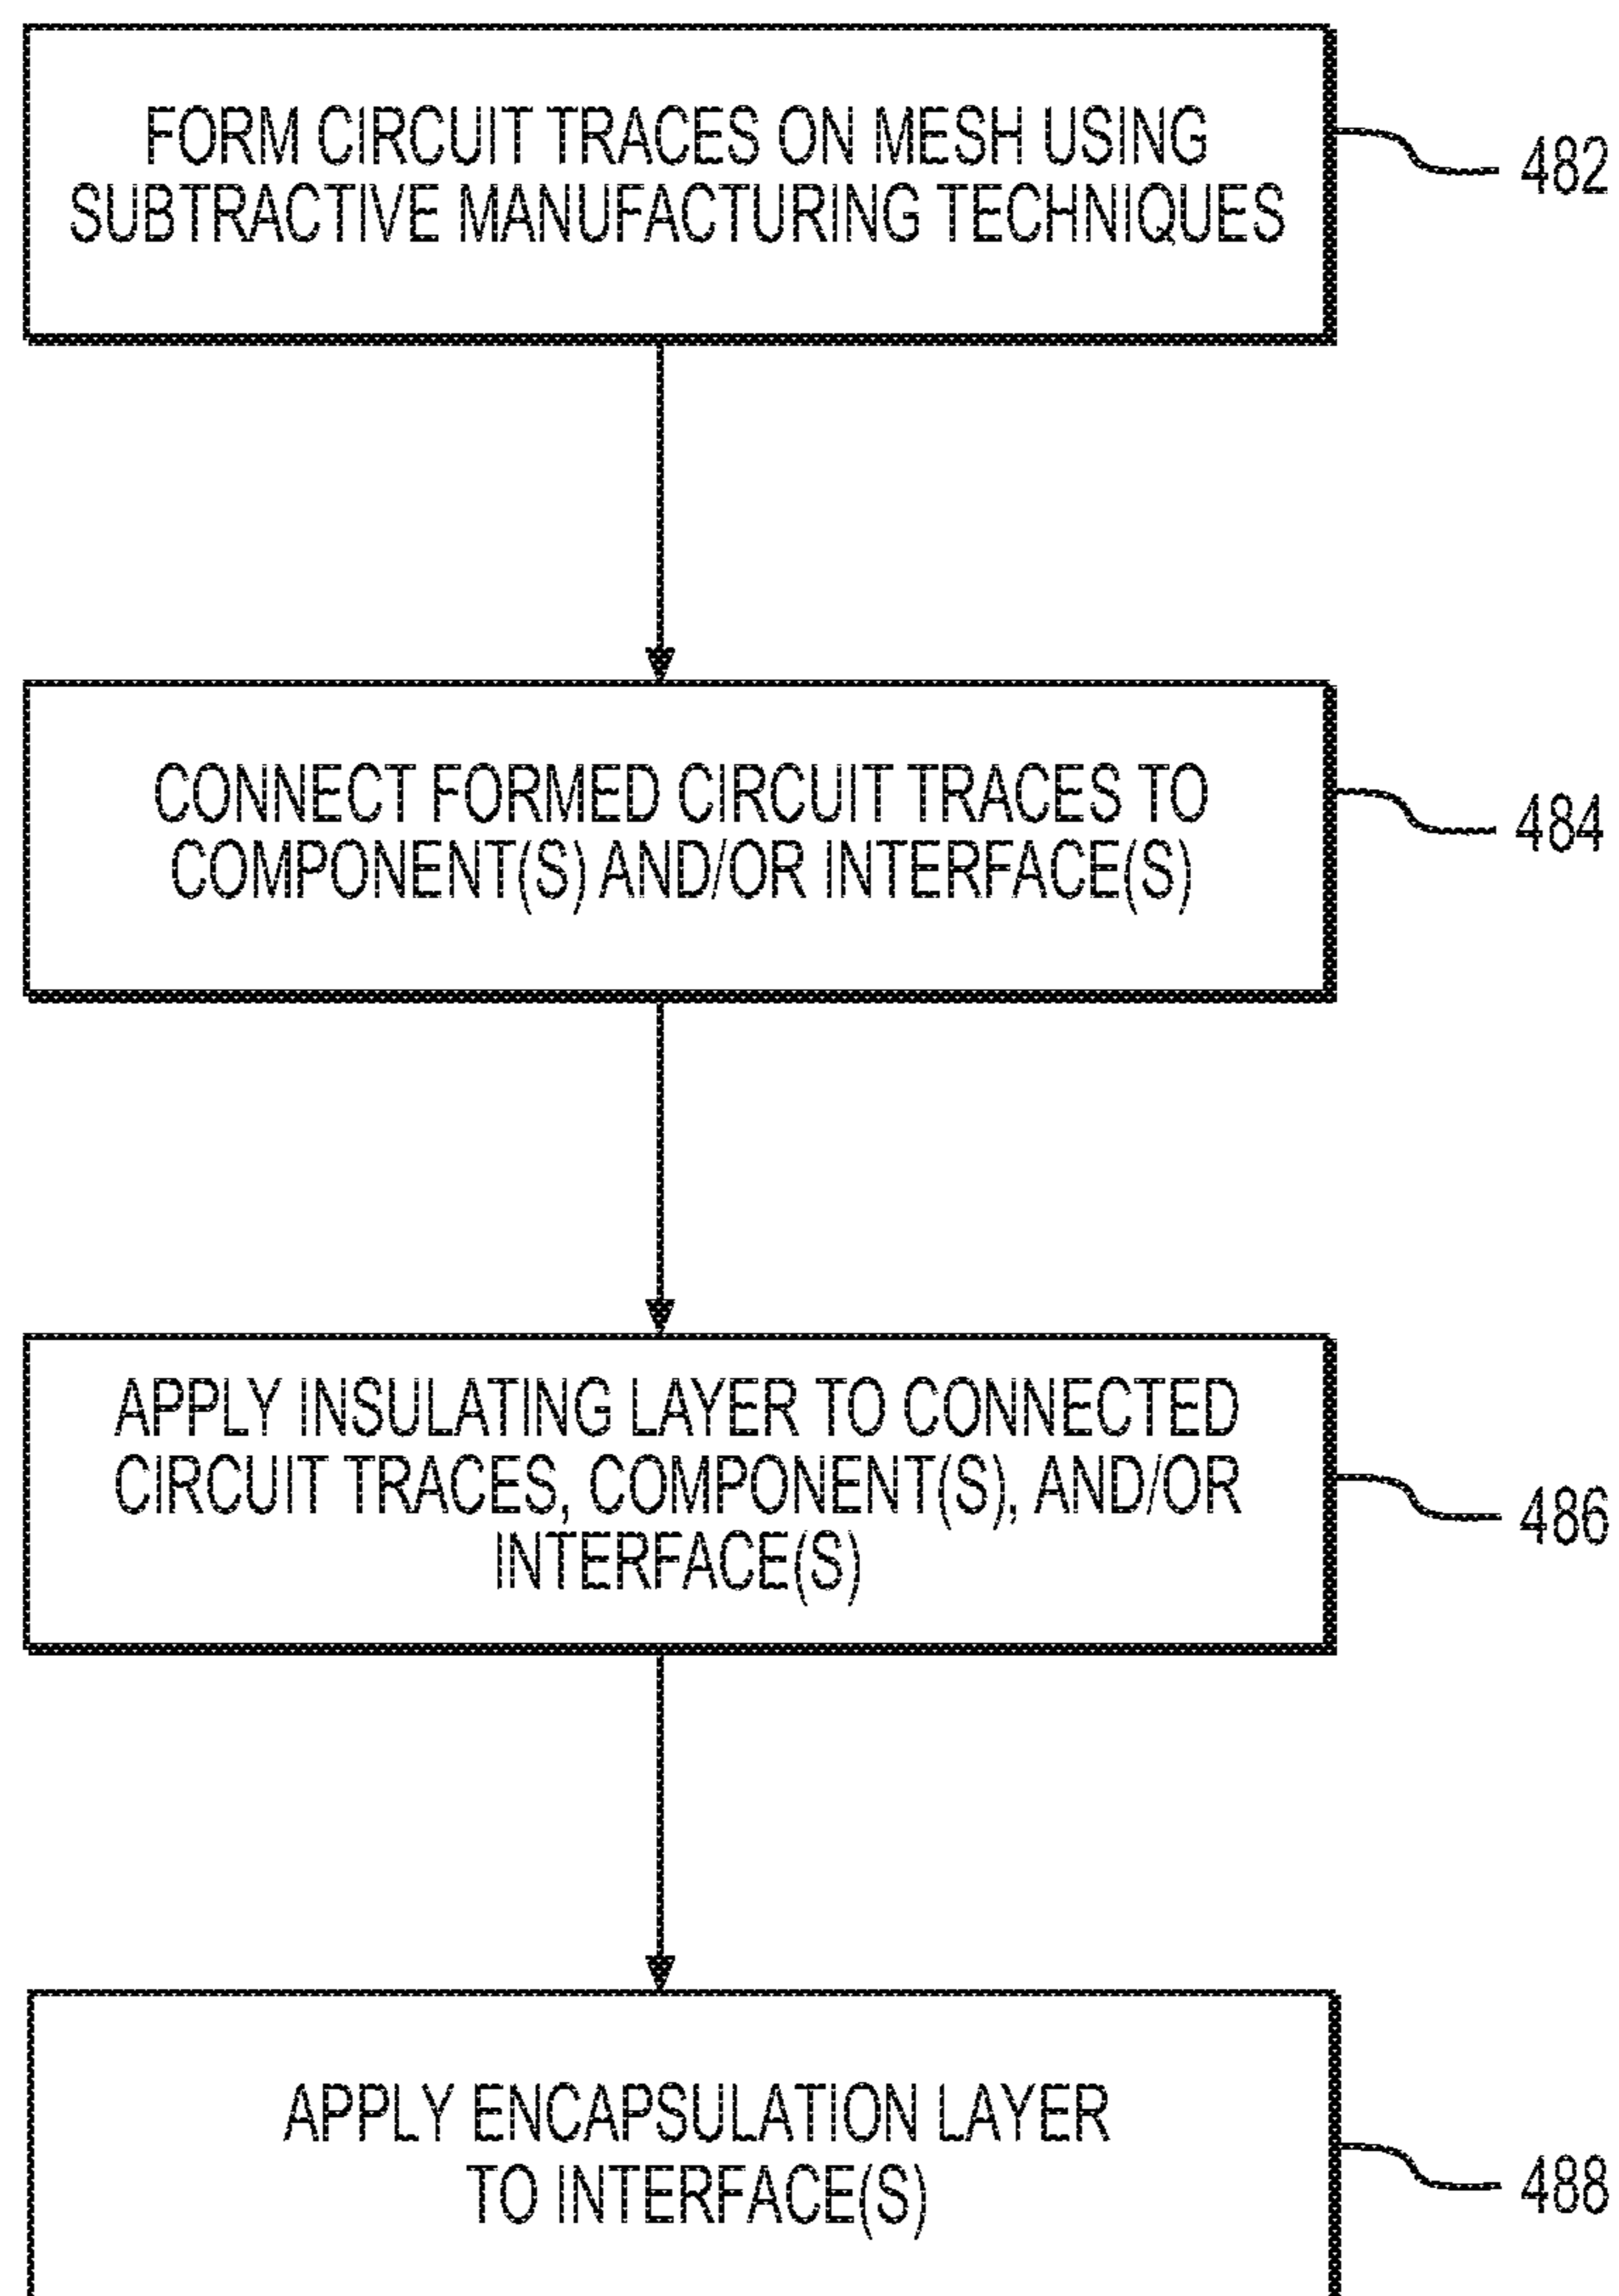 FORM CIRCUIT TRACES ON MESH USING
SUBTRACTIVE MANUFACTURING TECHNIQUES
482
CONNECT FORMED CIRCUIT TRACES TO
COMPONENT(S) AND/OR INTERFACE(S)
484
APPLY INSULATING LAYER TO CONNECTED
CIRCUIT TRACES, COMPONENT(S), AND/OR
INTERFACE(S)
486
APPLY ENCAPSULATION LAYER
TO INTERFACE(S)
488